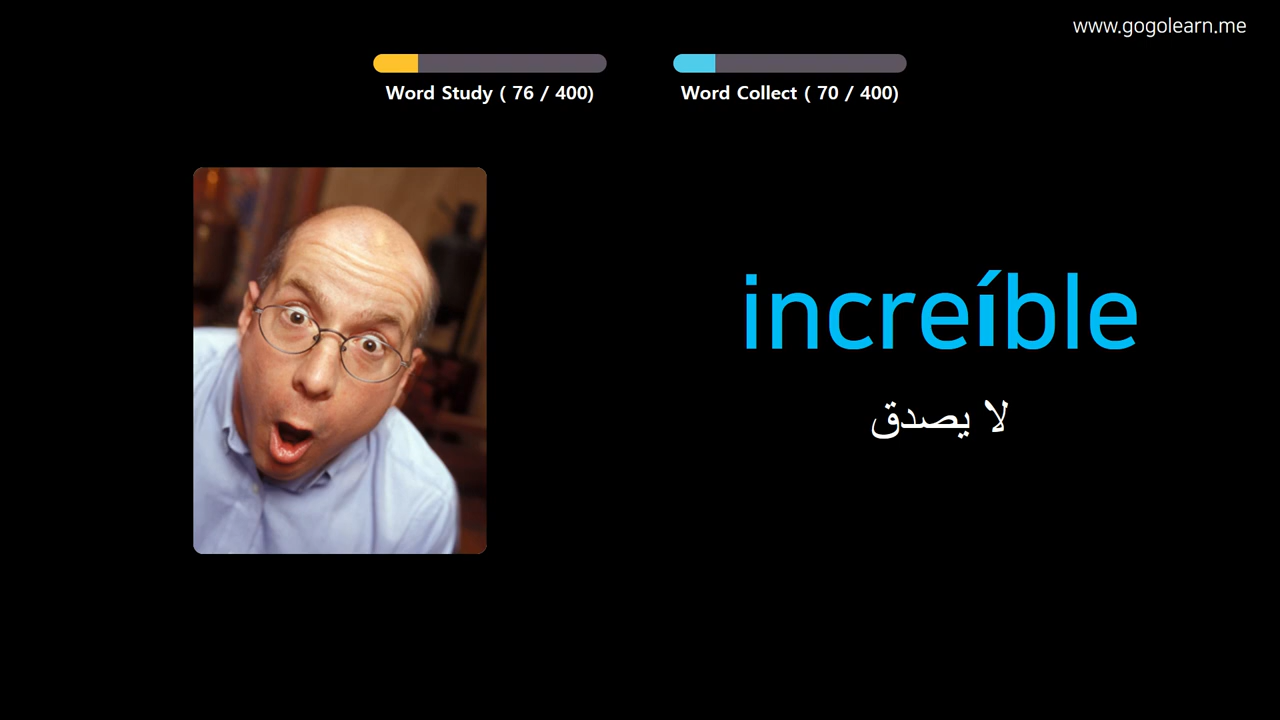 www.gogolearn.me
Word Study ( 76 / 400)
Word Collect ( 70 / 400)
increíble
لا يصدق